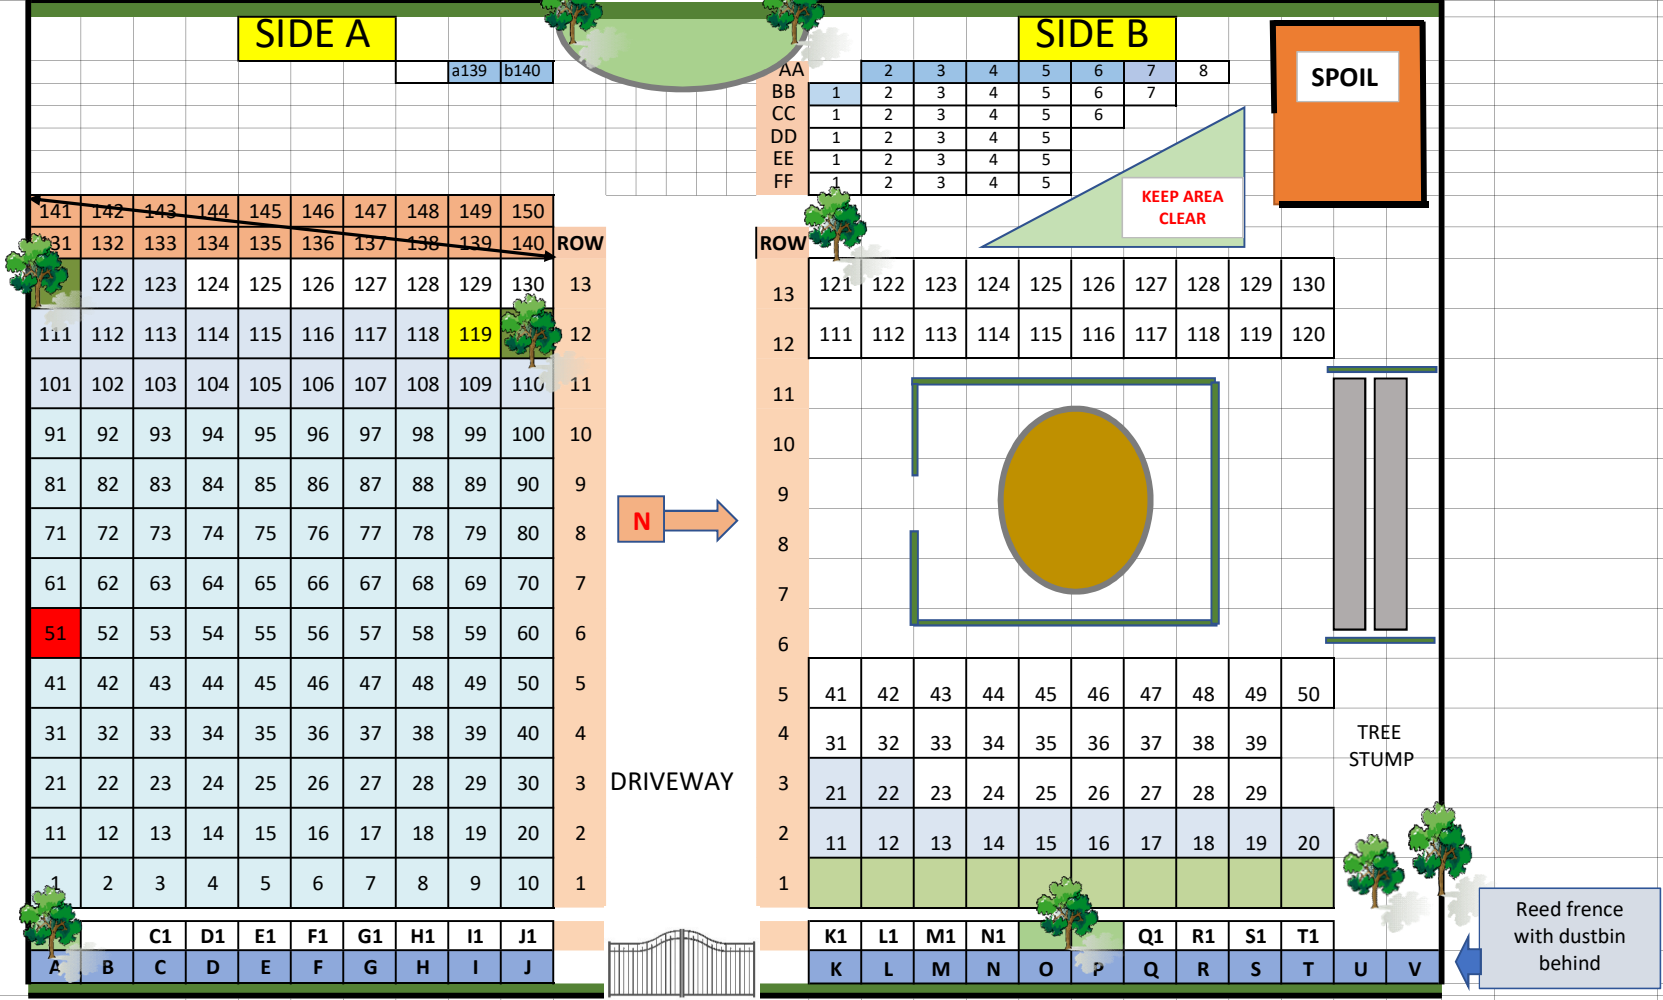 SIDE A SIDE B
SPOIL
a139 b140 AA 2 3 4 5 6 7 8
BB 1 2 3 4 5 6 7
CC 1 2 3 4 5 6
DD 1 2 3 4 5
EE 1 2 3 4 5
FF 1 2 3 4 5
KEEP AREA
CLEAR
141 142 143 144 145 146 147 148 149 150
131 132 133 134 135 136 137 138 139 140 ROW ROW
122 123 124 125 126 127 128 129 130 13 13 121 122 123 124 125 126 127 128 129 130
111 112 113 114 115 116 117 118 119 12 12 111 112 113 114 115 116 117 118 119 120
101 102 103 104 105 106 107 108 109 110 11 11
91 92 93 94 95 96 97 98 99 100 10 10
81 82 83 84 85 86 87 88 89 90 9 9
N
71 72 73 74 75 76 77 78 79 80 8 8
61 62 63 64 65 66 67 68 69 70 7 7
51 52 53 54 55 56 57 58 59 60 6 6
41 42 43 44 45 46 47 48 49 50 5 5 41 42 43 44 45 46 47 48 49 50
31 32 33 34 35 36 37 38 39 40 4 4 31 32 33 34 35 36 37 38 39
TREE
STUMP
21 22 23 24 25 26 27 28 29 30 3 DRIVEWAY 3 21 22 23 24 25 26 27 28 29
11 12 13 14 15 16 17 18 19 20 2 2 11 12 13 14 15 16 17 18 19 20
1 2 3 4 5 6 7 8 9 10 1 1
C1 D1 E1 F1 G1 H1 I1 J1 K1 L1 M1 N1 Q1 R1 S1 T1
A B C D E F G H I J K L M N O P Q R S T U V
Reed frence
with dustbin
behind